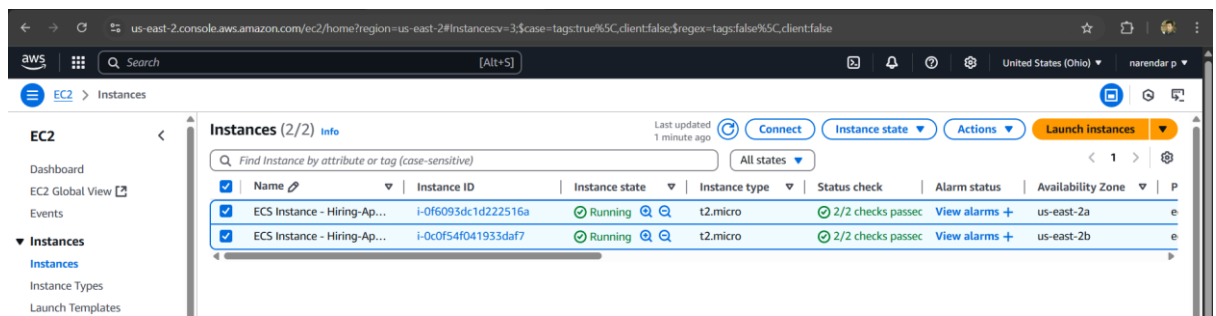 us-east-2.console.aws.amazon.com/ec2/home?region=us-east-2#Instances:v=3;$case=tags:true%5C,client:false;$regex=tags:false%5C,client:false
aws Search [Alt+S] United States (Ohio) narendar p
EC2 > Instances
EC2
Dashboard
EC2 Global View
Events
Instances
Instances
Instance Types
Launch Templates
Instances (2/2) Info Last updated 1 minute ago Connect Instance state Actions Launch instances
Find Instance by attribute or tag (case-sensitive) All states 1
Name Instance ID Instance state Instance type Status check Alarm status Availability Zone P
ECS Instance - Hiring-Ap... i-0f6093dc1d222516a Running t2.micro 2/2 checks passec View alarms + us-east-2a e
ECS Instance - Hiring-Ap... i-0c0f54f041933daf7 Running t2.micro 2/2 checks passec View alarms + us-east-2b e